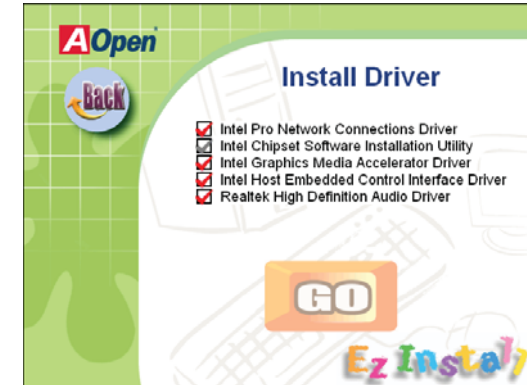 AOpen
Back
Install Driver
Intel Pro Network Connections Driver
Intel Chipset Software Installation Utility
Intel Graphics Media Accelerator Driver
Intel Host Embedded Control Interface Driver
Realtek High Definition Audio Driver
GO
Ez Install